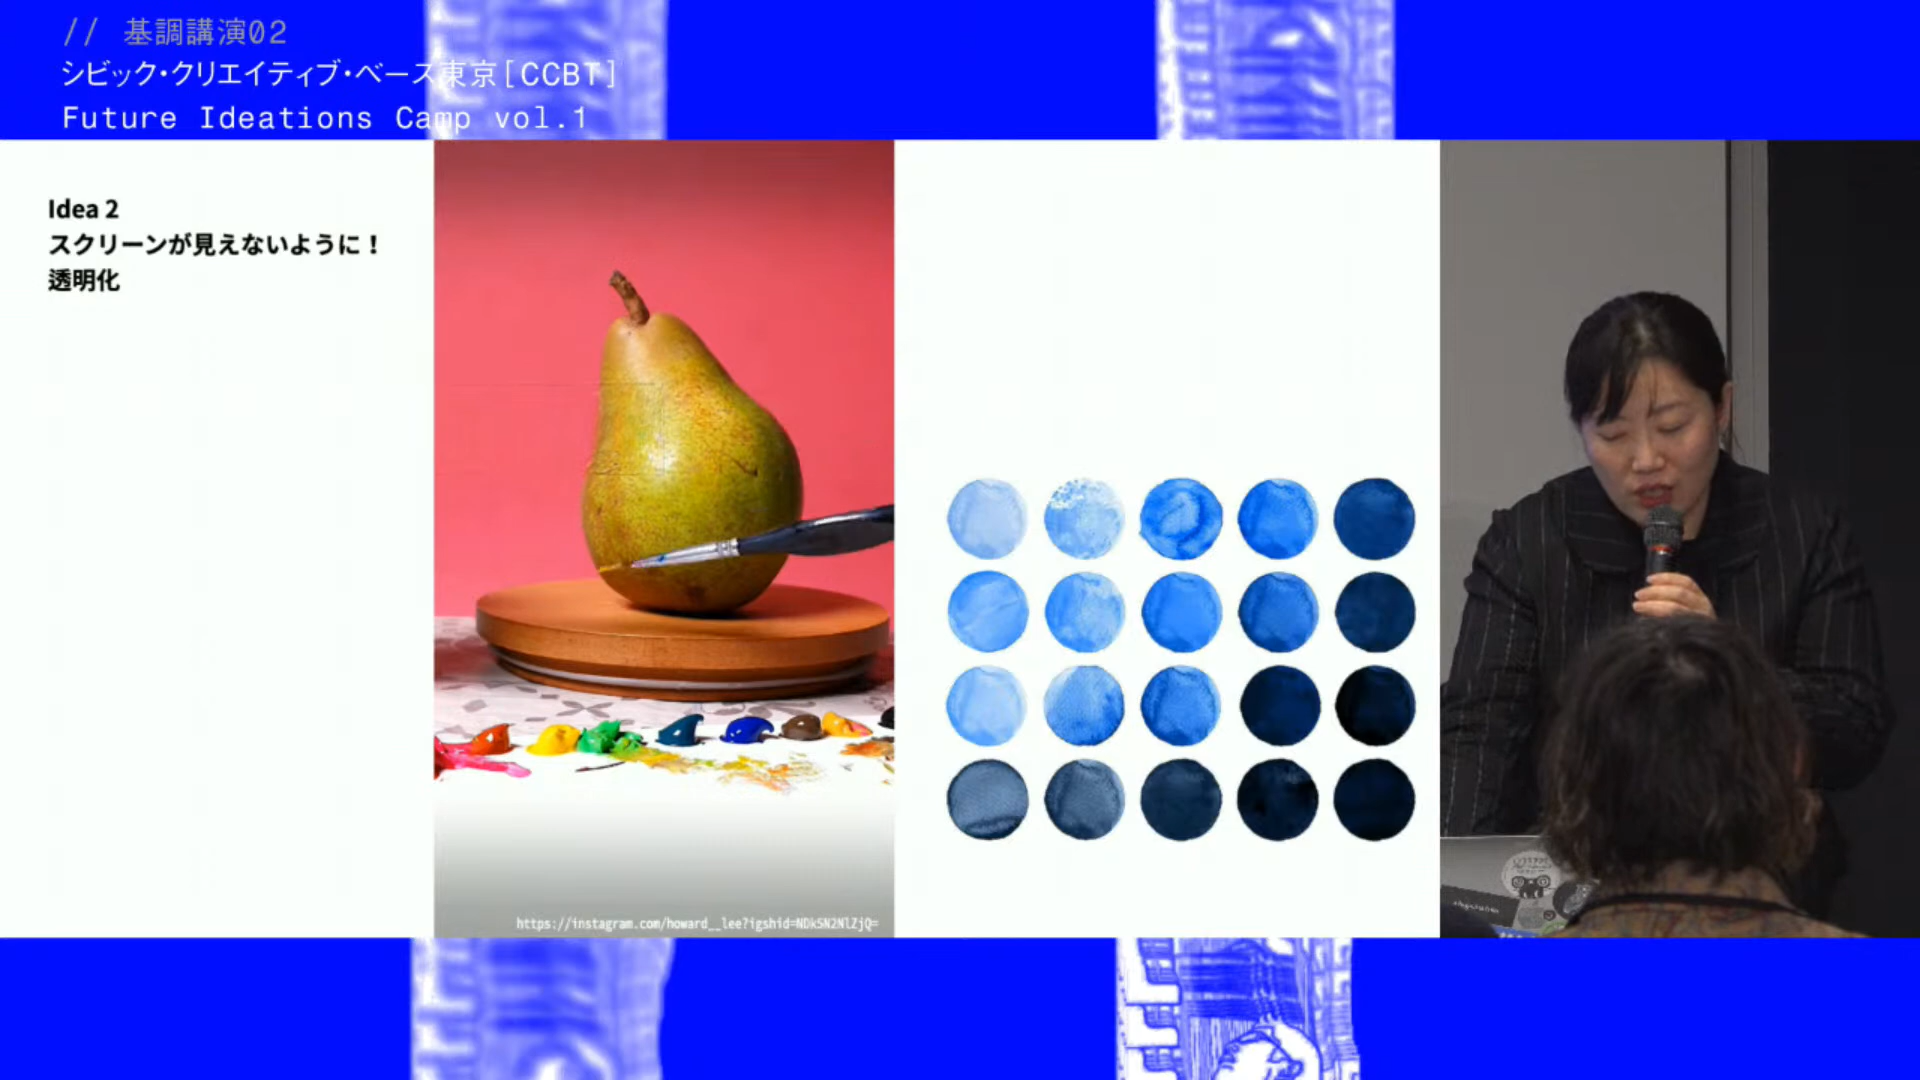 // 基調講演02
シビック・クリエイティブ・ベース東京[CCBT]
Future Ideations Camp vol.1
Idea 2
スクリーンが見えないように！
透明化
https://instagram.com/howard__lee?igshid=NDk5N2NlZjQ=